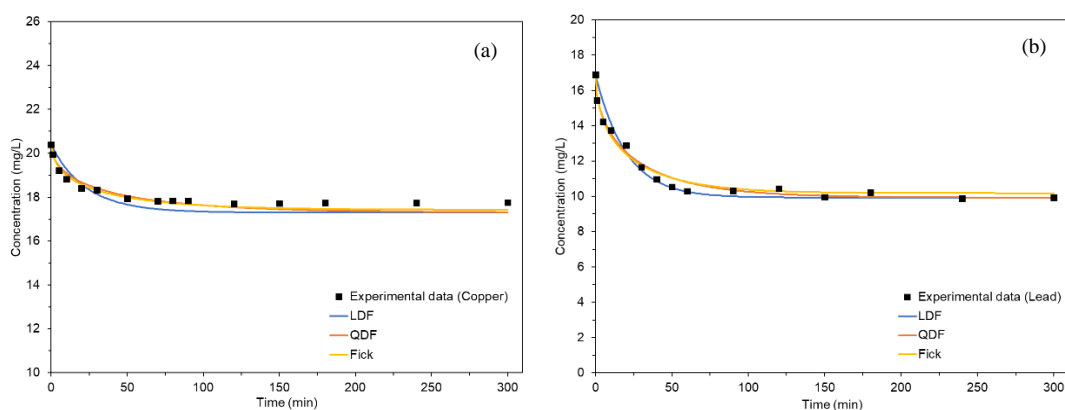 26
24
22
20
18
16
14
12
10
Concentration (mg/L)
(a)
Experimental data (Copper)
LDF
QDF
Fick
0 50 100 150 200 250 300
Time (min)
20
18
16
14
12
10
8
6
4
2
0
Concentration (mg/L)
(b)
Experimental data (Lead)
LDF
QDF
Fick
0 50 100 150 200 250 300
Time (min)